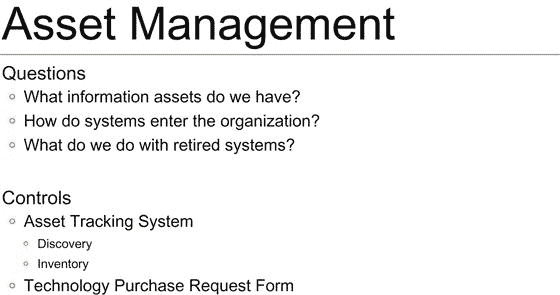 Asset Management
Questions
What information assets do we have?
How do systems enter the organization?
What do we do with retired systems?
Controls
Asset Tracking System
Discovery
Inventory
Technology Purchase Request Form